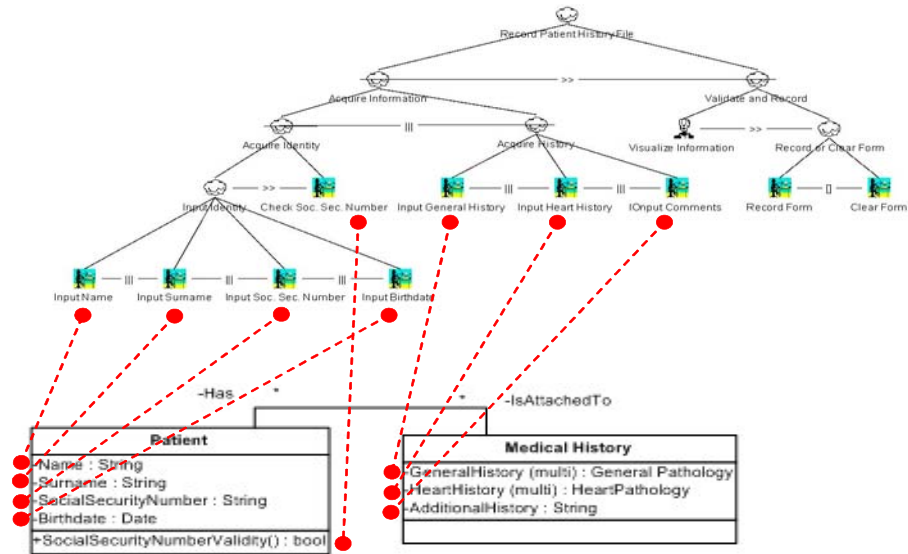 Record Patient History File
>>
Acquire Information
Validate and Record
|||
Acquire Identity
Acquire History
>>
Visualize Information
Record or Clear Form
>>
|||
|||
[]
Input Identity
Check Soc. Sec. Number
Input General History
Input Heart History
IOnput Comments
Record Form
Clear Form
|||
|||
|||
Input Name
Input Surname
Input Soc. Sec. Number
Input Birthdate
-Has
*
*
-IsAttachedTo
Patient
-Name : String
-Surname : String
-SocialSecurityNumber : String
-Birthdate : Date
+SocialSecurityNumberValidity() : bool
Medical History
-GeneralHistory (multi) : General Pathology
-HeartHistory (multi) : HeartPathology
-AdditionalHistory : String